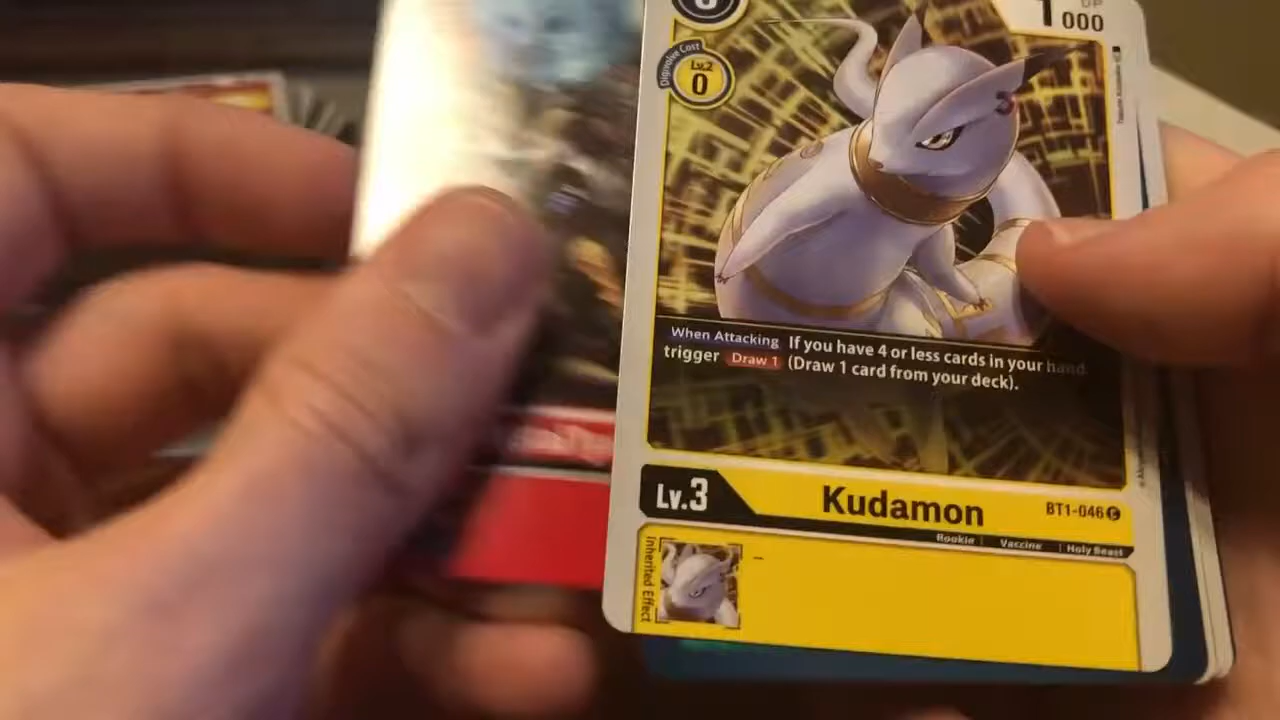 1000
DP
Digivolve Cost
Lv.2
0
When Attacking If you have 4 or less cards in your hand
trigger Draw 1 (Draw 1 card from your deck).
Lv.3
Kudamon
BT1-046 C
Rookie | Vaccine | Holy Beast
Inherited Effect
-